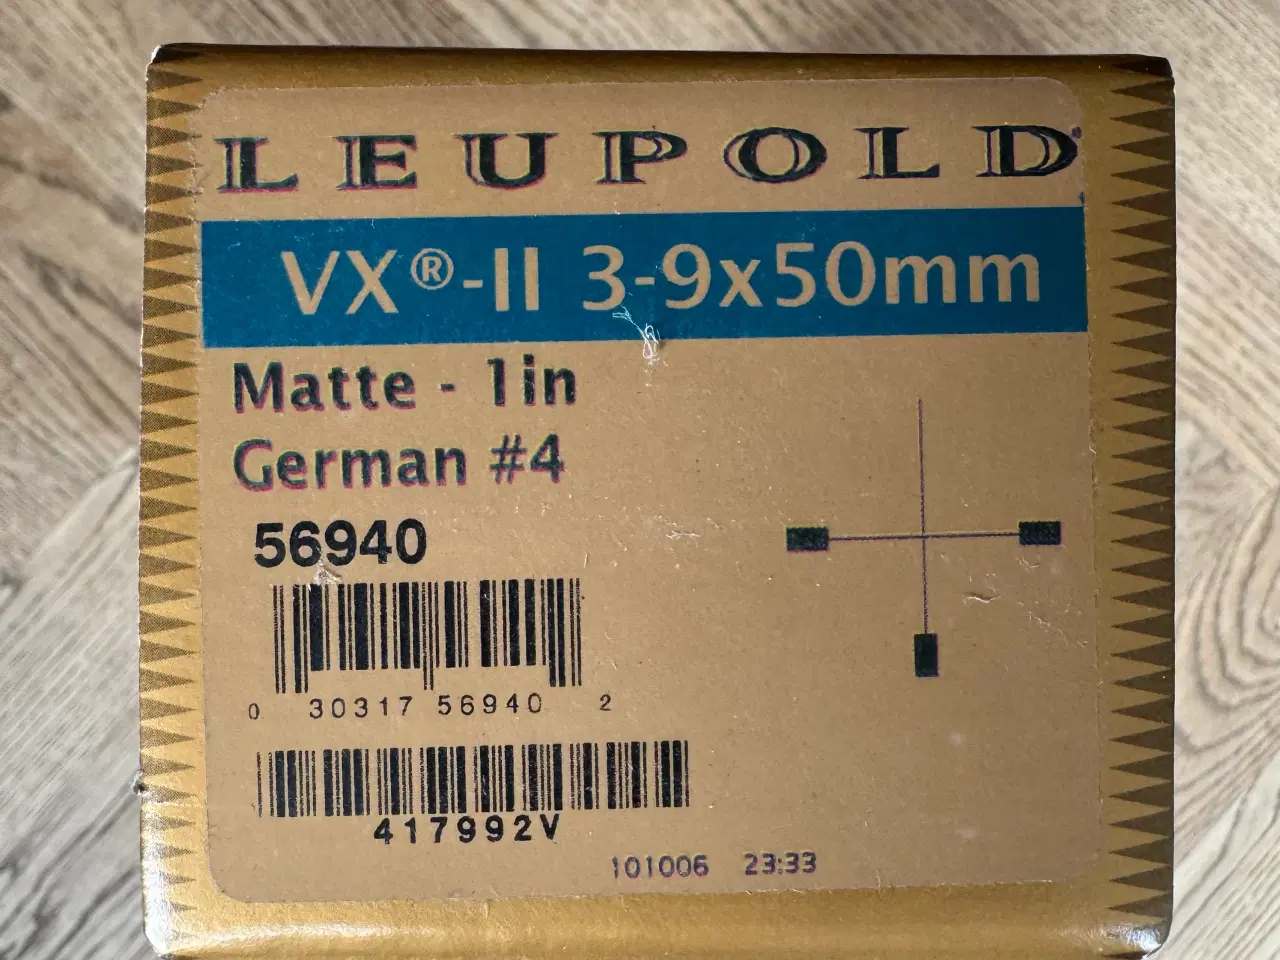 LEUPOLD®
VX®-II 3-9x50mm
Matte - 1in
German #4
56940
0 30317 56940 2
417992V
101006 23:33